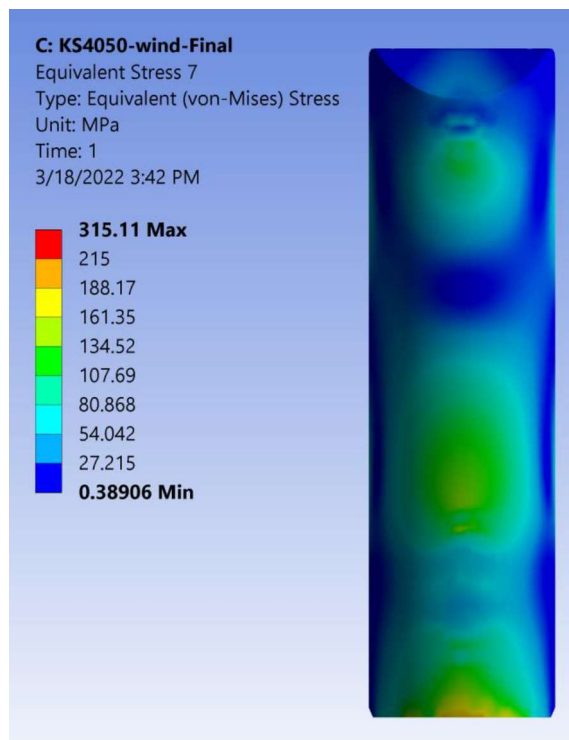 C: KS4050-wind-Final
Equivalent Stress 7
Type: Equivalent (von-Mises) Stress
Unit: MPa
Time: 1
3/18/2022 3:42 PM
315.11 Max
215
188.17
161.35
134.52
107.69
80.868
54.042
27.215
0.38906 Min